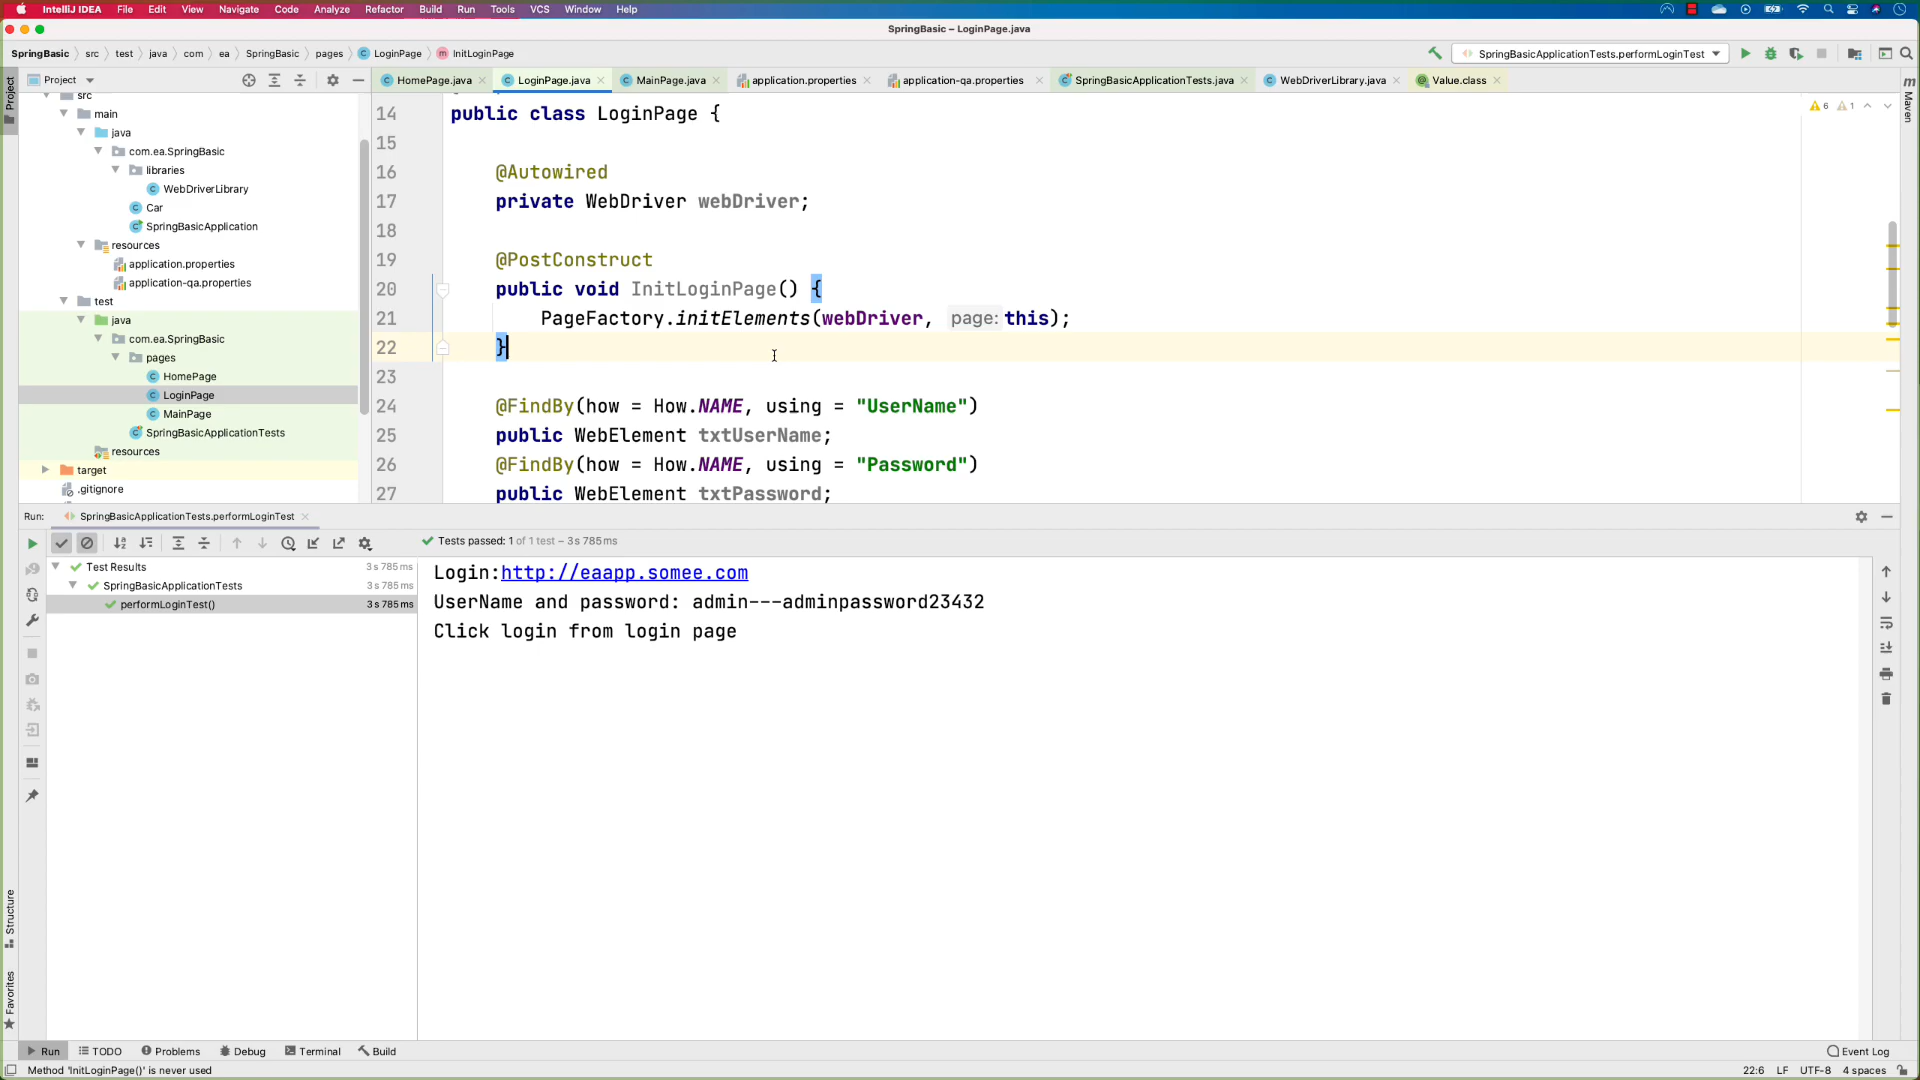 IntelliJ IDEA File Edit View Navigate Code Analyze Refactor Build Run Tools VCS Window Help
SpringBasic – LoginPage.java
SpringBasic src test java com ea SpringBasic pages LoginPage InitLoginPage
SpringBasicApplicationTests.performLoginTest
Project
HomePage.java LoginPage.java MainPage.java application.properties application-qa.properties SpringBasicApplicationTests.java WebDriverLibrary.java Value.class
Project
Maven
6 1
src
main
java
com.ea.SpringBasic
libraries
WebDriverLibrary
Car
SpringBasicApplication
resources
application.properties
application-qa.properties
test
java
com.ea.SpringBasic
pages
HomePage
LoginPage
MainPage
SpringBasicApplicationTests
resources
target
.gitignore
14 public class LoginPage {
15
16 @Autowired
17 private WebDriver webDriver;
18
19 @PostConstruct
20 public void InitLoginPage() {
21 PageFactory.initElements(webDriver, page: this);
22 }
23
24 @FindBy(how = How.NAME, using = "UserName")
25 public WebElement txtUserName;
26 @FindBy(how = How.NAME, using = "Password")
27 public WebElement txtPassword;
Run: SpringBasicApplicationTests.performLoginTest
Tests passed: 1 of 1 test – 3 s 785 ms
Test Results 3 s 785 ms
SpringBasicApplicationTests 3 s 785 ms
performLoginTest() 3 s 785 ms
Login:http://eaapp.somee.com
UserName and password: admin---adminpassword23432
Click login from login page
Structure
Favorites
Run TODO Problems Debug Terminal Build Event Log
Method 'InitLoginPage()' is never used
22:6 LF UTF-8 4 spaces